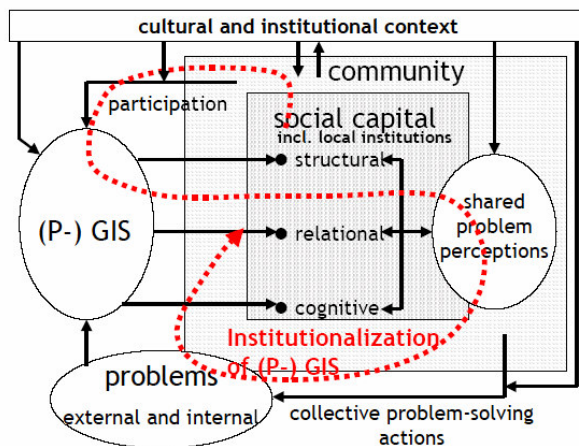 cultural and institutional context
community
participation
social capital
incl. local institutions
structural
(P-) GIS
relational
shared
problem
perceptions
cognitive
Institutionalization
of (P-) GIS
problems
external and internal
collective problem-solving
actions